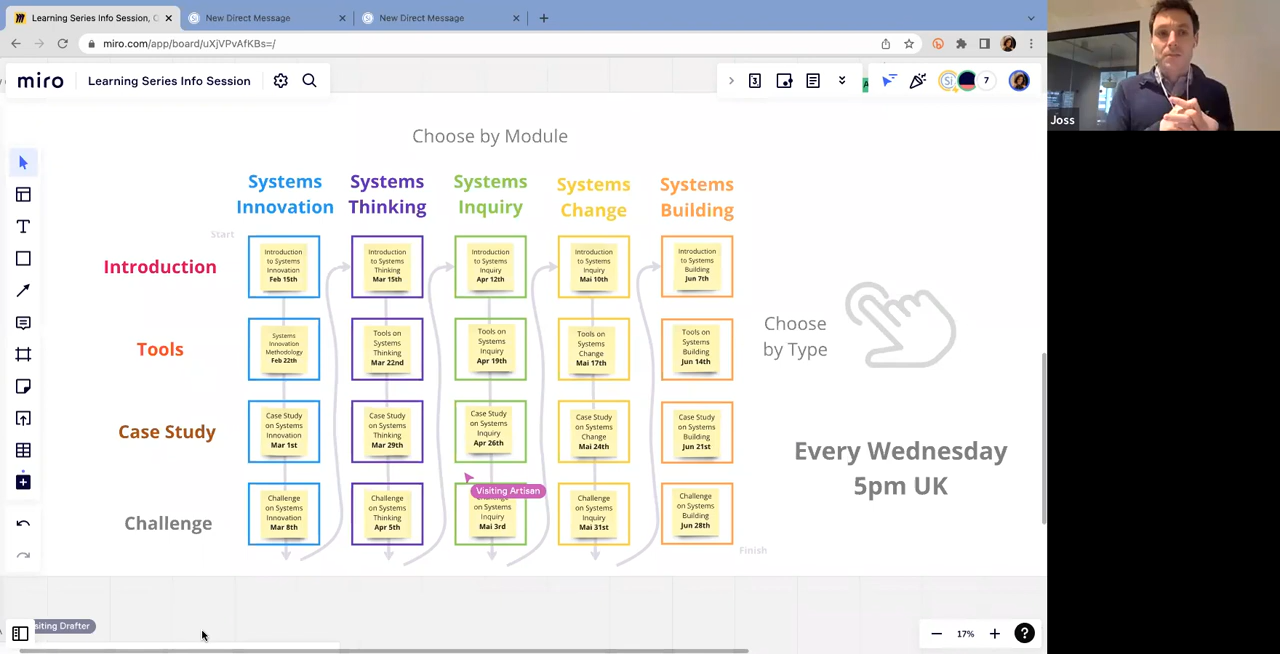 Learning Series Info Session, C
New Direct Message
New Direct Message
miro.com/app/board/uXjVPvAfKBs=/
miro
Learning Series Info Session
3
Si
7
Joss
Choose by Module
Systems
Innovation
Systems
Thinking
Systems
Inquiry
Systems
Change
Systems
Building
Start
Introduction
Introduction
to Systems
Innovation
Feb 15th
Introduction
to Systems
Thinking
Mar 15th
Introduction
to Systems
Inquiry
Apr 12th
Introduction
to Systems
Inquiry
Mai 10th
Introduction
to Systems
Building
Jun 7th
Tools
Systems
Innovation
Methodology
Feb 22th
Tools on
Systems
Thinking
Mar 22nd
Tools on
Systems
Inquiry
Apr 19th
Tools on
Systems
Change
Mai 17th
Tools on
Systems
Building
Jun 14th
Choose
by Type
Case Study
Case Study
on Systems
Innovation
Mar 1st
Case Study
on Systems
Thinking
Mar 29th
Case Study
on Systems
Inquiry
Apr 26th
Case Study
on Systems
Change
Mai 24th
Case Study
on Systems
Building
Jun 21st
Every Wednesday
5pm UK
Visiting Artisan
Challenge
Challenge
on Systems
Innovation
Mar 8th
Challenge
on Systems
Thinking
Apr 5th
on Systems
Inquiry
Mai 3rd
Challenge
on Systems
Inquiry
Mai 31st
Challenge
on Systems
Building
Jun 28th
Finish
siting Drafter
17%